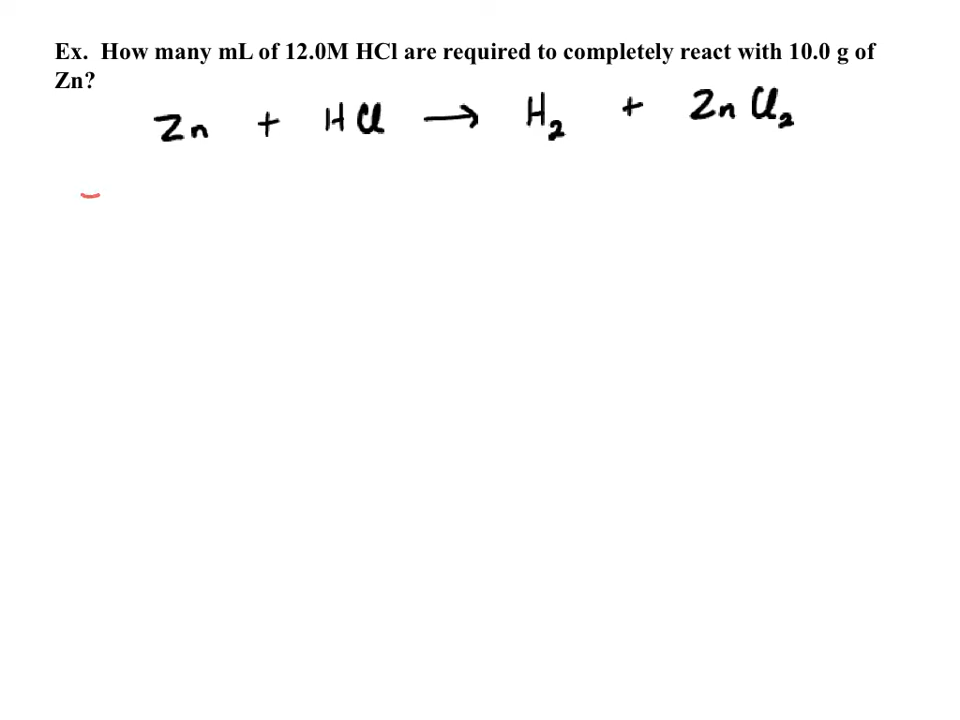 Ex. How many mL of 12.0M HCl are required to completely react with 10.0 g of
Zn?
Zn + HCl → H₂ + ZnCl₂